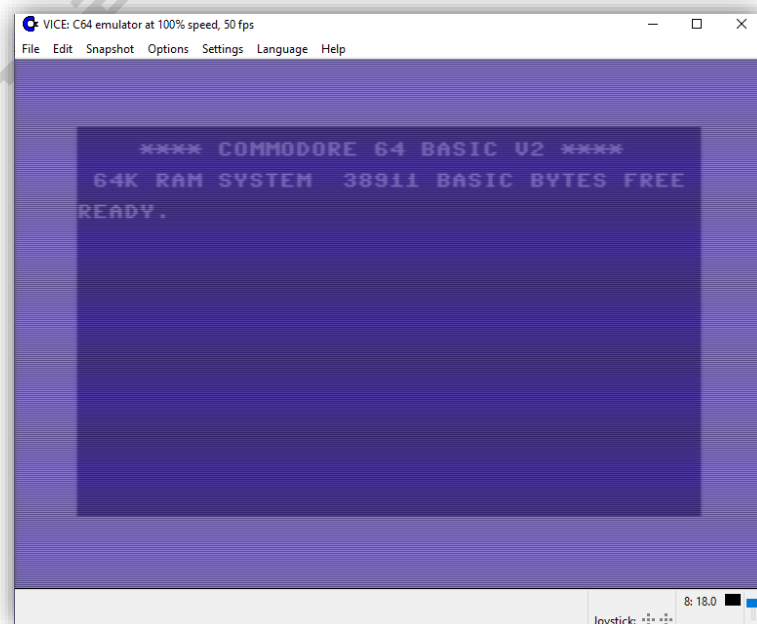 VICE: C64 emulator at 100% speed, 50 fps
File Edit Snapshot Options Settings Language Help
**** COMMODORE 64 BASIC V2 ****
64K RAM SYSTEM 38911 BASIC BYTES FREE
READY.
8: 18.0
Joystick: